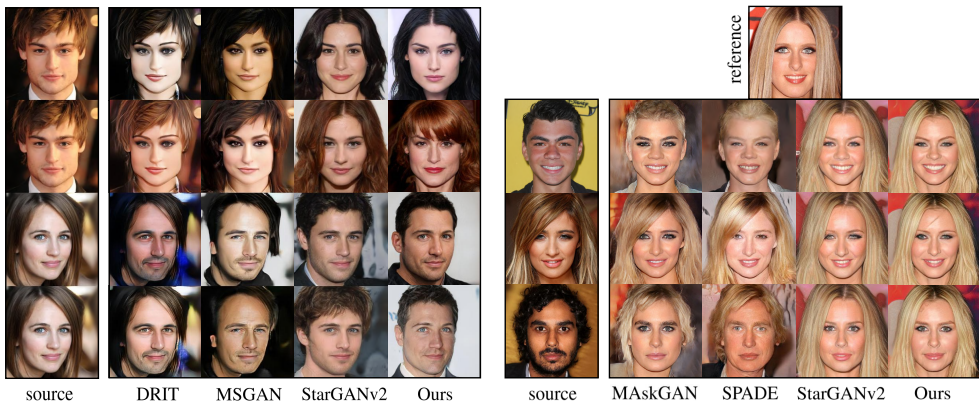 reference
source DRIT MSGAN StarGANv2 Ours
source MAskGAN SPADE StarGANv2 Ours